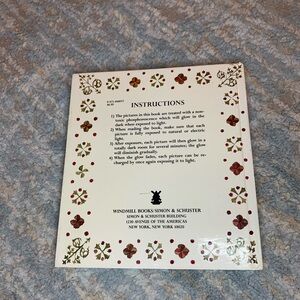 INSTRUCTIONS
1) The pictures in this book are treated with a non-
toxic phosphorescence which will glow in the
dark when exposed to light.
2) When reading the book, make sure that each
picture is fully exposed to natural or electric
light.
3) After exposure, each picture will then glow in a
totally dark room for several minutes; the glow
will diminish gradually.
4) When the glow fades, each picture can be re-
charged by once again exposing it to light.
WINDMILL BOOKS/SIMON & SCHUSTER
SIMON & SCHUSTER BUILDING
1230 AVENUE OF THE AMERICAS
NEW YORK, NEW YORK 10020